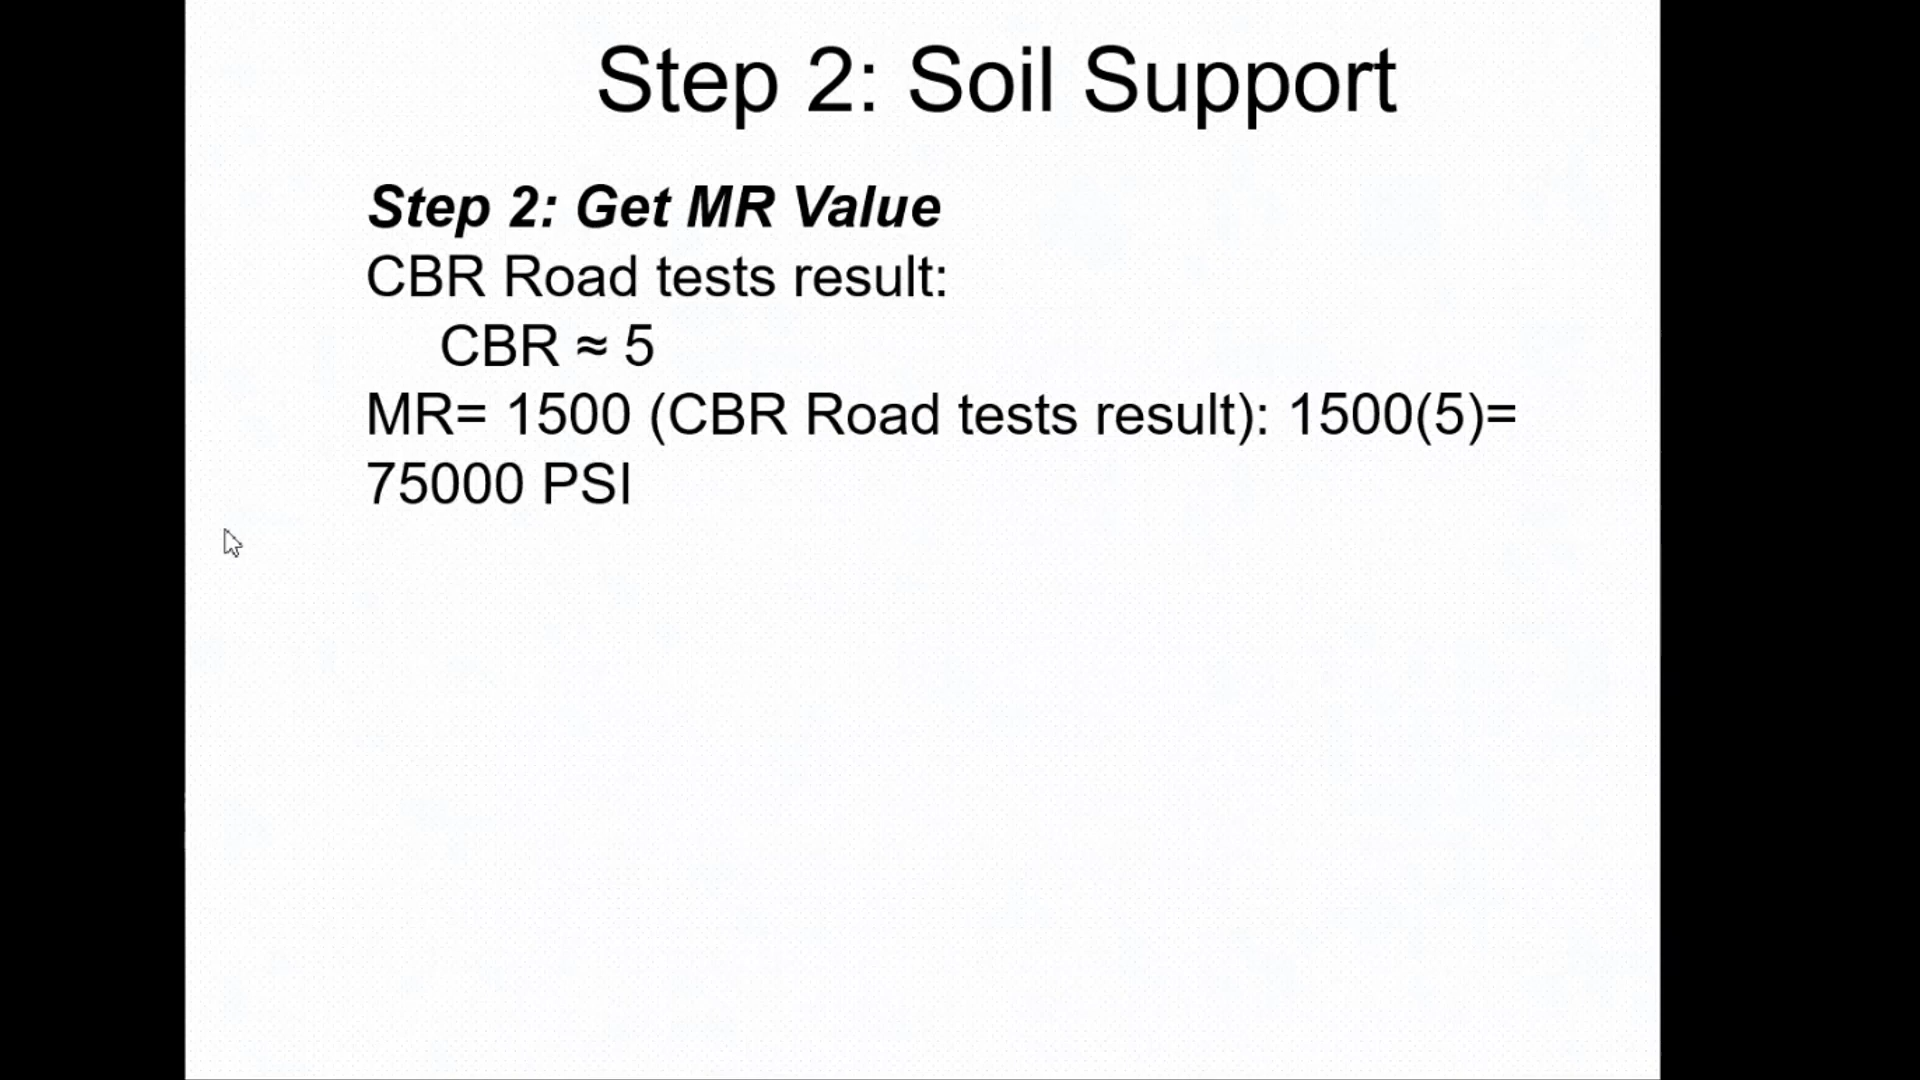 Step 2: Soil Support
Step 2: Get MR Value
CBR Road tests result:
CBR ≈ 5
MR= 1500 (CBR Road tests result): 1500(5)=
75000 PSI